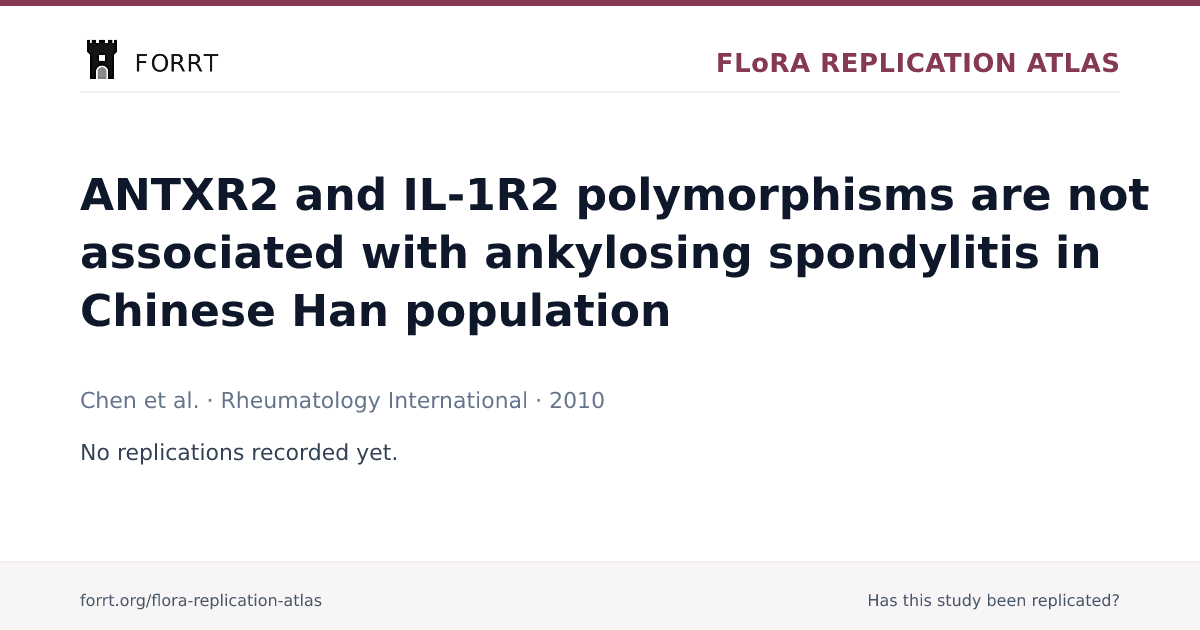 FORRT
FLoRA REPLICATION ATLAS
ANTXR2 and IL-1R2 polymorphisms are not
associated with ankylosing spondylitis in
Chinese Han population
Chen et al. · Rheumatology International · 2010
No replications recorded yet.
forrt.org/flora-replication-atlas
Has this study been replicated?